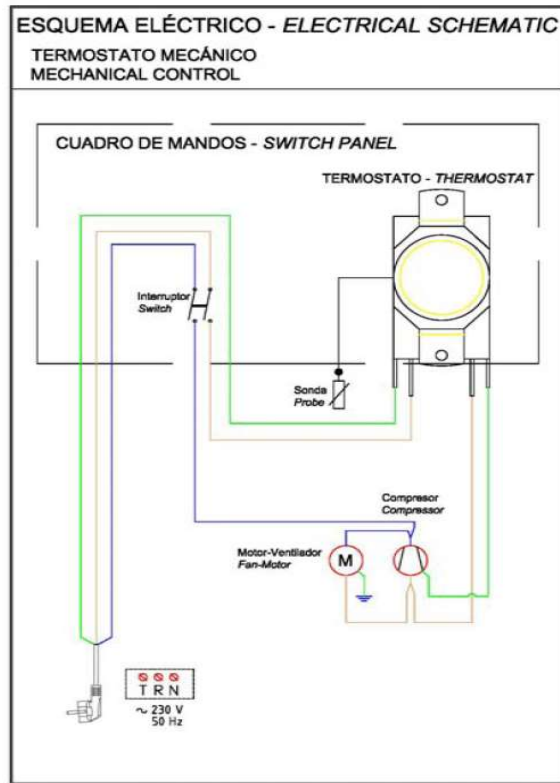 ESQUEMA ELÉCTRICO - ELECTRICAL SCHEMATIC
TERMOSTATO MECÁNICO
MECHANICAL CONTROL
CUADRO DE MANDOS - SWITCH PANEL
TERMOSTATO - THERMOSTAT
Interruptor
Switch
Sonda
Probe
Compresor
Compressor
Motor-Ventilador
Fan-Motor
M
T R N
~ 230 V
50 Hz